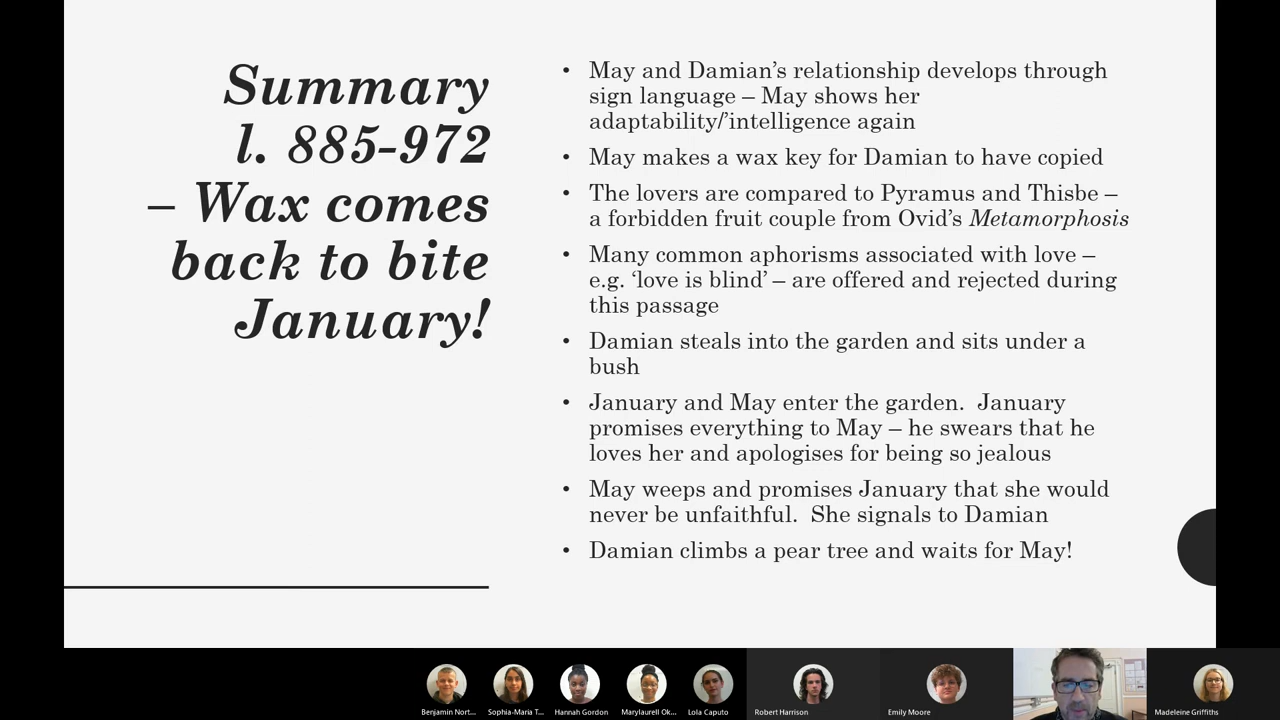 Summary
l. 885-972
– Wax comes
back to bite
January!
• May and Damian’s relationship develops through
sign language – May shows her
adaptability/’intelligence again
• May makes a wax key for Damian to have copied
• The lovers are compared to Pyramus and Thisbe –
a forbidden fruit couple from Ovid’s Metamorphosis
• Many common aphorisms associated with love –
e.g. ‘love is blind’ – are offered and rejected during
this passage
• Damian steals into the garden and sits under a
bush
• January and May enter the garden.  January
promises everything to May – he swears that he
loves her and apologises for being so jealous
• May weeps and promises January that she would
never be unfaithful.  She signals to Damian
• Damian climbs a pear tree and waits for May!
Benjamin Nort...
Sophia-Maria T...
Hannah Gordon
Marylaurell Ok...
Lola Caputo
Robert Harrison
Emily Moore
Madeleine Griffiths